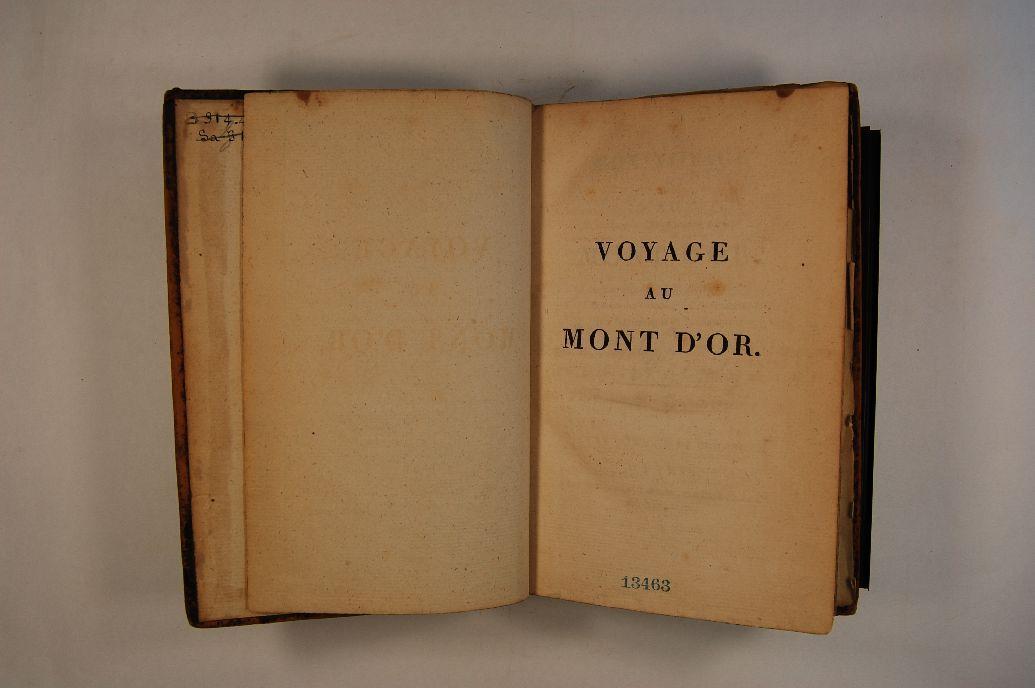 VOYAGE
AU
MONT D'OR.
13463